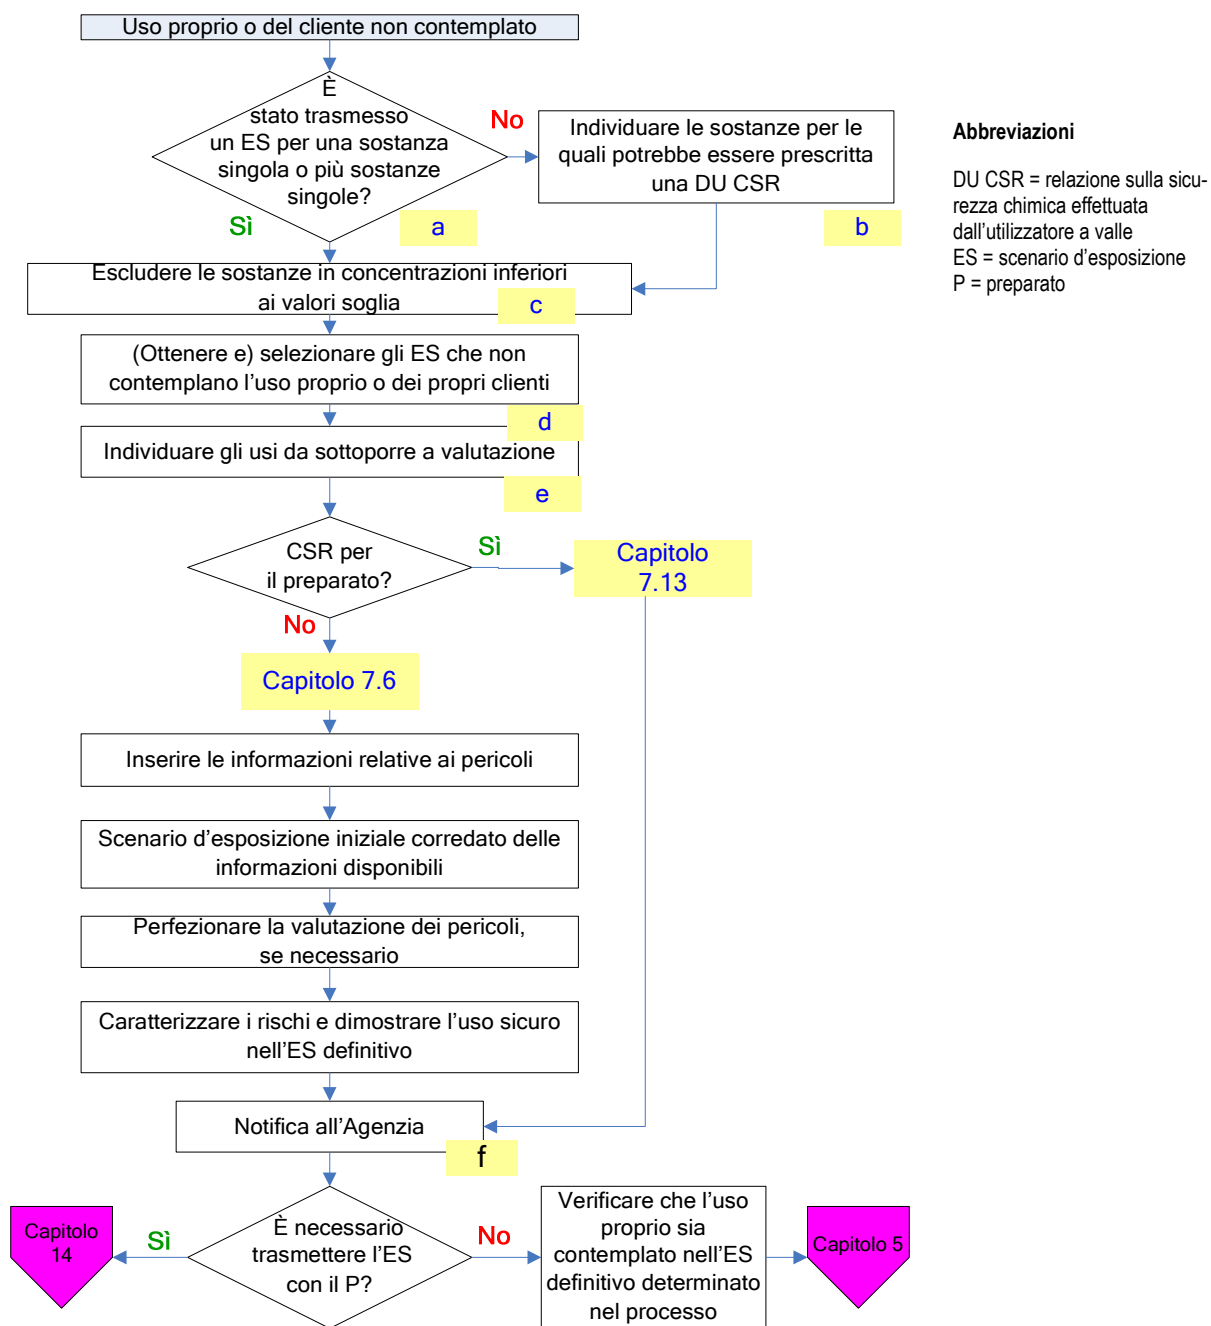 Uso proprio o del cliente non contemplato
È
stato trasmesso
un ES per una sostanza
singola o più sostanze
singole?
No
Sì
a
Individuare le sostanze per le
quali potrebbe essere prescritta
una DU CSR
b
Abbreviazioni
DU CSR = relazione sulla sicu-
rezza chimica effettuata
dall'utilizzatore a valle
ES = scenario d'esposizione
P = preparato
Escludere le sostanze in concentrazioni inferiori
ai valori soglia
c
(Ottenere e) selezionare gli ES che non
contemplano l'uso proprio o dei propri clienti
d
Individuare gli usi da sottoporre a valutazione
e
CSR per
il preparato?
Sì
Capitolo
7.13
No
Capitolo 7.6
Inserire le informazioni relative ai pericoli
Scenario d'esposizione iniziale corredato delle
informazioni disponibili
Perfezionare la valutazione dei pericoli,
se necessario
Caratterizzare i rischi e dimostrare l'uso sicuro
nell'ES definitivo
Notifica all'Agenzia
f
È necessario
trasmettere l'ES
con il P?
Sì
Capitolo
14
No
Verificare che l'uso
proprio sia
contemplato nell'ES
definitivo determinato
nel processo
Capitolo 5